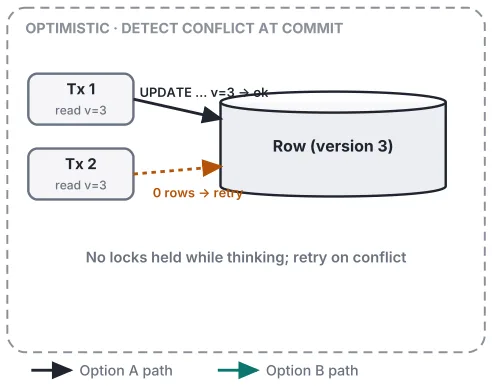 OPTIMISTIC · DETECT CONFLICT AT COMMIT
Tx 1
read v=3
UPDATE … v=3 → ok
Row (version 3)
Tx 2
read v=3
0 rows → retry
No locks held while thinking; retry on conflict
Option A path
Option B path